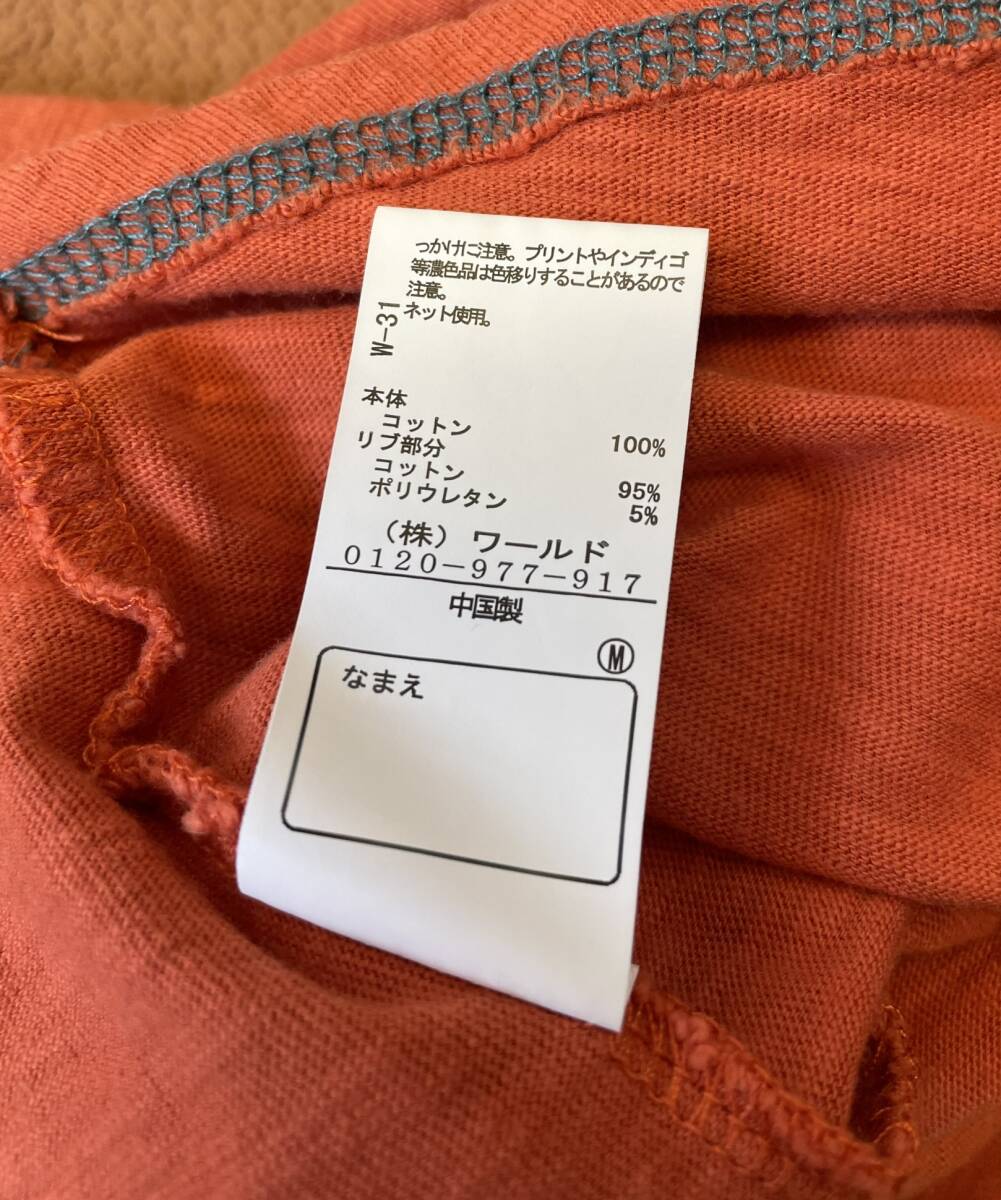 っかけに注意。プリントやインディゴ
等濃色品は色移りすることがあるので
注意。
ネット使用。
W-31
本体
コットン 100%
リブ部分
コットン 95%
ポリウレタン 5%
（株）ワールド
0120-977-917
中国製
Ⓜ
なまえ